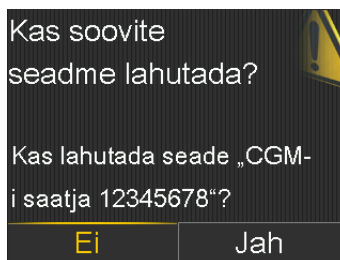 Kas soovite
seadme lahutada?
Kas lahutada seade „CGM-
i saatja 12345678“?
Ei Jah